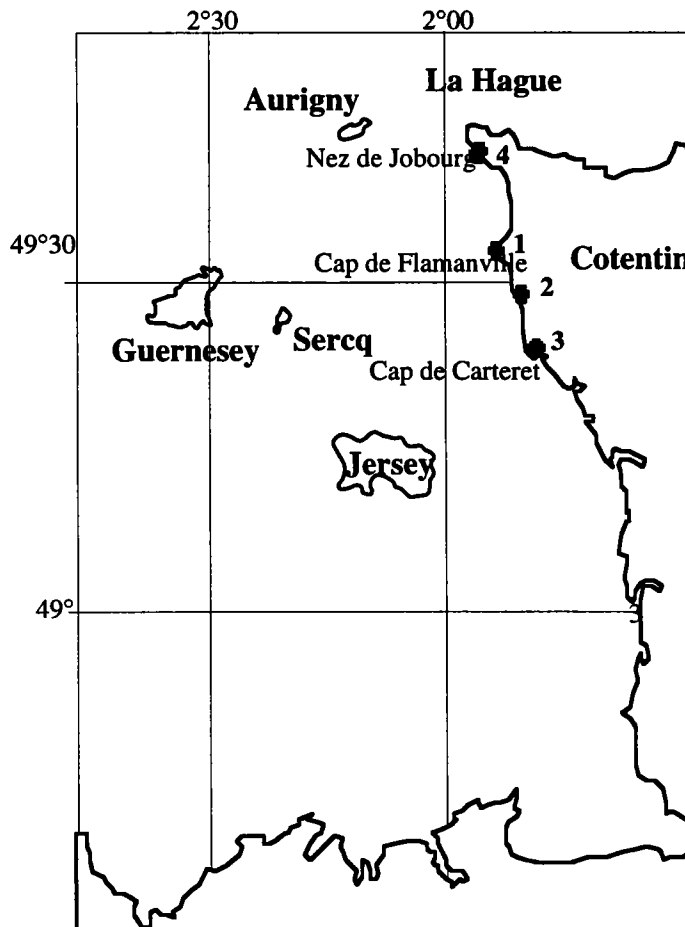 2°30 2°00
La Hague
Aurigny
Nez de Jobourg 4
49°30
1
Cap de Flamanville
Cotentin
2
Guernesey
Sercq
3
Cap de Carteret
Jersey
49°